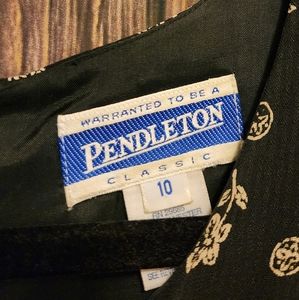 WARRANTED TO BE A
PENDLETON
CLASSIC
10